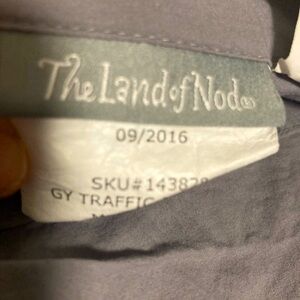 The Land of Nod®
09/2016
SKU#14382
GY TRAFFIC